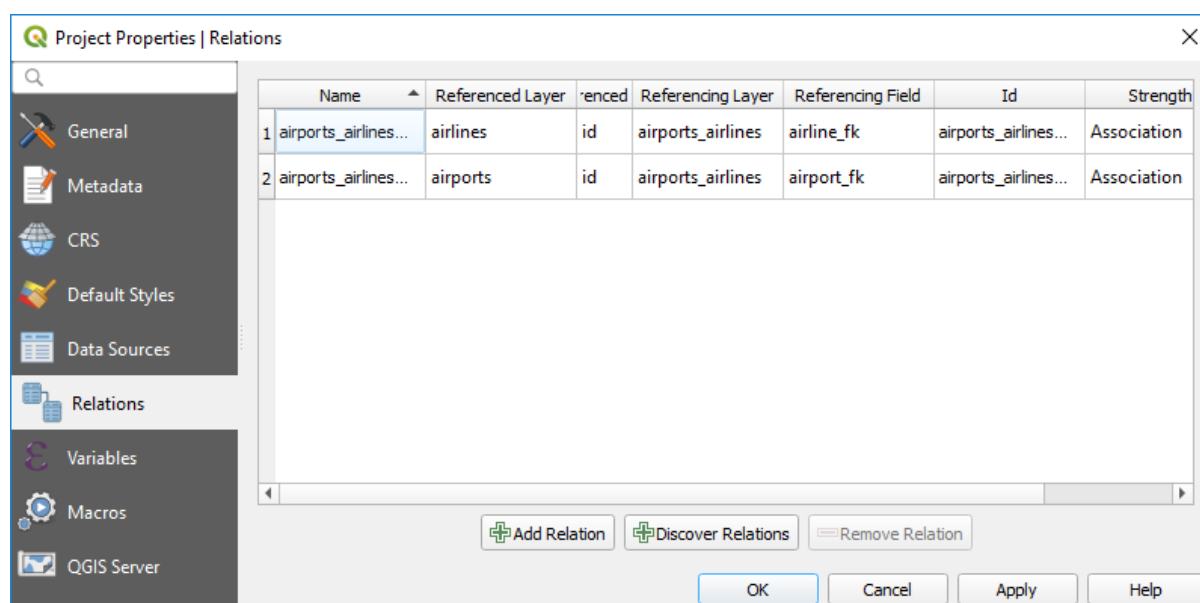 Project Properties | Relations
General
Metadata
CRS
Default Styles
Data Sources
Relations
Variables
Macros
QGIS Server
Name Referenced Layer renced Referencing Layer Referencing Field Id Strength
1 airports_airlines... airlines id airports_airlines airline_fk airports_airlines... Association
2 airports_airlines... airports id airports_airlines airport_fk airports_airlines... Association
Add Relation Discover Relations Remove Relation
OK Cancel Apply Help